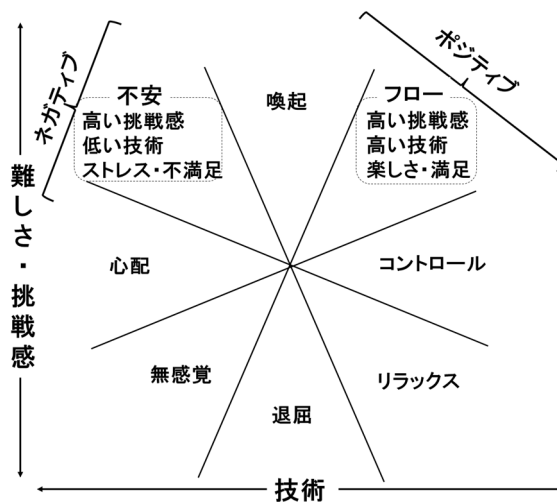 ネガティブ
ポジティブ
不安
高い挑戦感
低い技術
ストレス・不満足
喚起
フロー
高い挑戦感
高い技術
楽しさ・満足
難しさ・挑戦感
心配
コントロール
無感覚
リラックス
退屈
技術